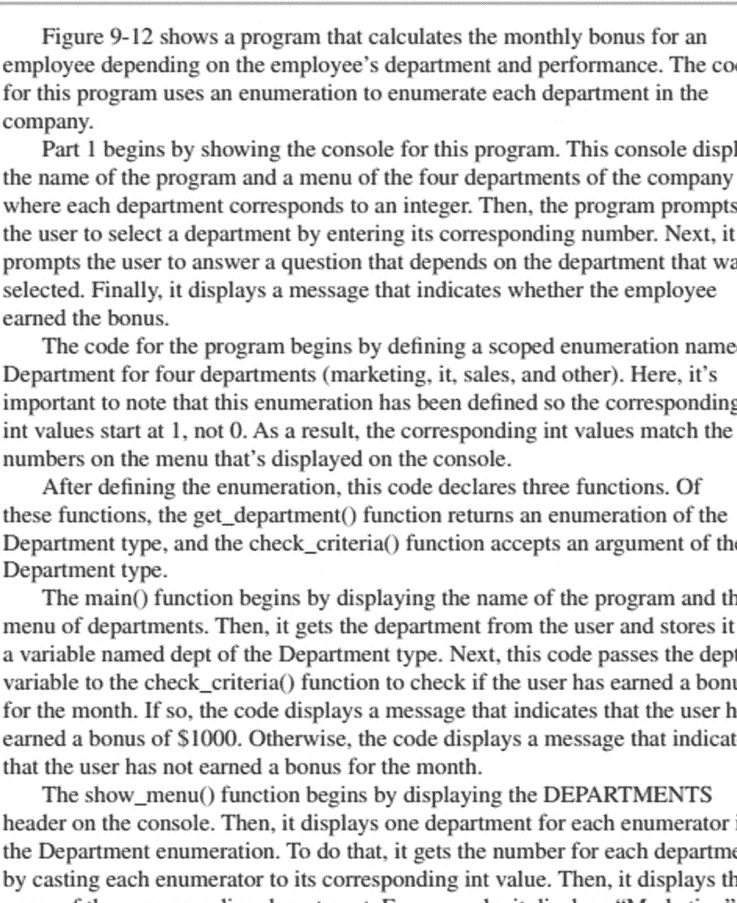 Figure 9-12 shows a program that calculates the monthly bonus for an
employee depending on the employee's department and performance. The co
for this program uses an enumeration to enumerate each department in the
company.
Part 1 begins by showing the console for this program. This console displ
the name of the program and a menu of the four departments of the company
where each department corresponds to an integer. Then, the program prompts
the user to select a department by entering its corresponding number. Next, it
prompts the user to answer a question that depends on the department that wa
selected. Finally, it displays a message that indicates whether the employee
earned the bonus.
The code for the program begins by defining a scoped enumeration name
Department for four departments (marketing, it, sales, and other). Here, it's
important to note that this enumeration has been defined so the corresponding
int values start at 1, not 0. As a result, the corresponding int values match the
numbers on the menu that's displayed on the console.
After defining the enumeration, this code declares three functions. Of
these functions, the get_department() function returns an enumeration of the
Department type, and the check_criteria() function accepts an argument of the
Department type.
The main() function begins by displaying the name of the program and th
menu of departments. Then, it gets the department from the user and stores it
a variable named dept of the Department type. Next, this code passes the dept
variable to the check_criteria() function to check if the user has earned a bonu
for the month. If so, the code displays a message that indicates that the user h
earned a bonus of $1000. Otherwise, the code displays a message that indicat
that the user has not earned a bonus for the month.
The show_menu() function begins by displaying the DEPARTMENTS
header on the console. Then, it displays one department for each enumerator i
the Department enumeration. To do that, it gets the number for each departme
by casting each enumerator to its corresponding int value. Then, it displays th